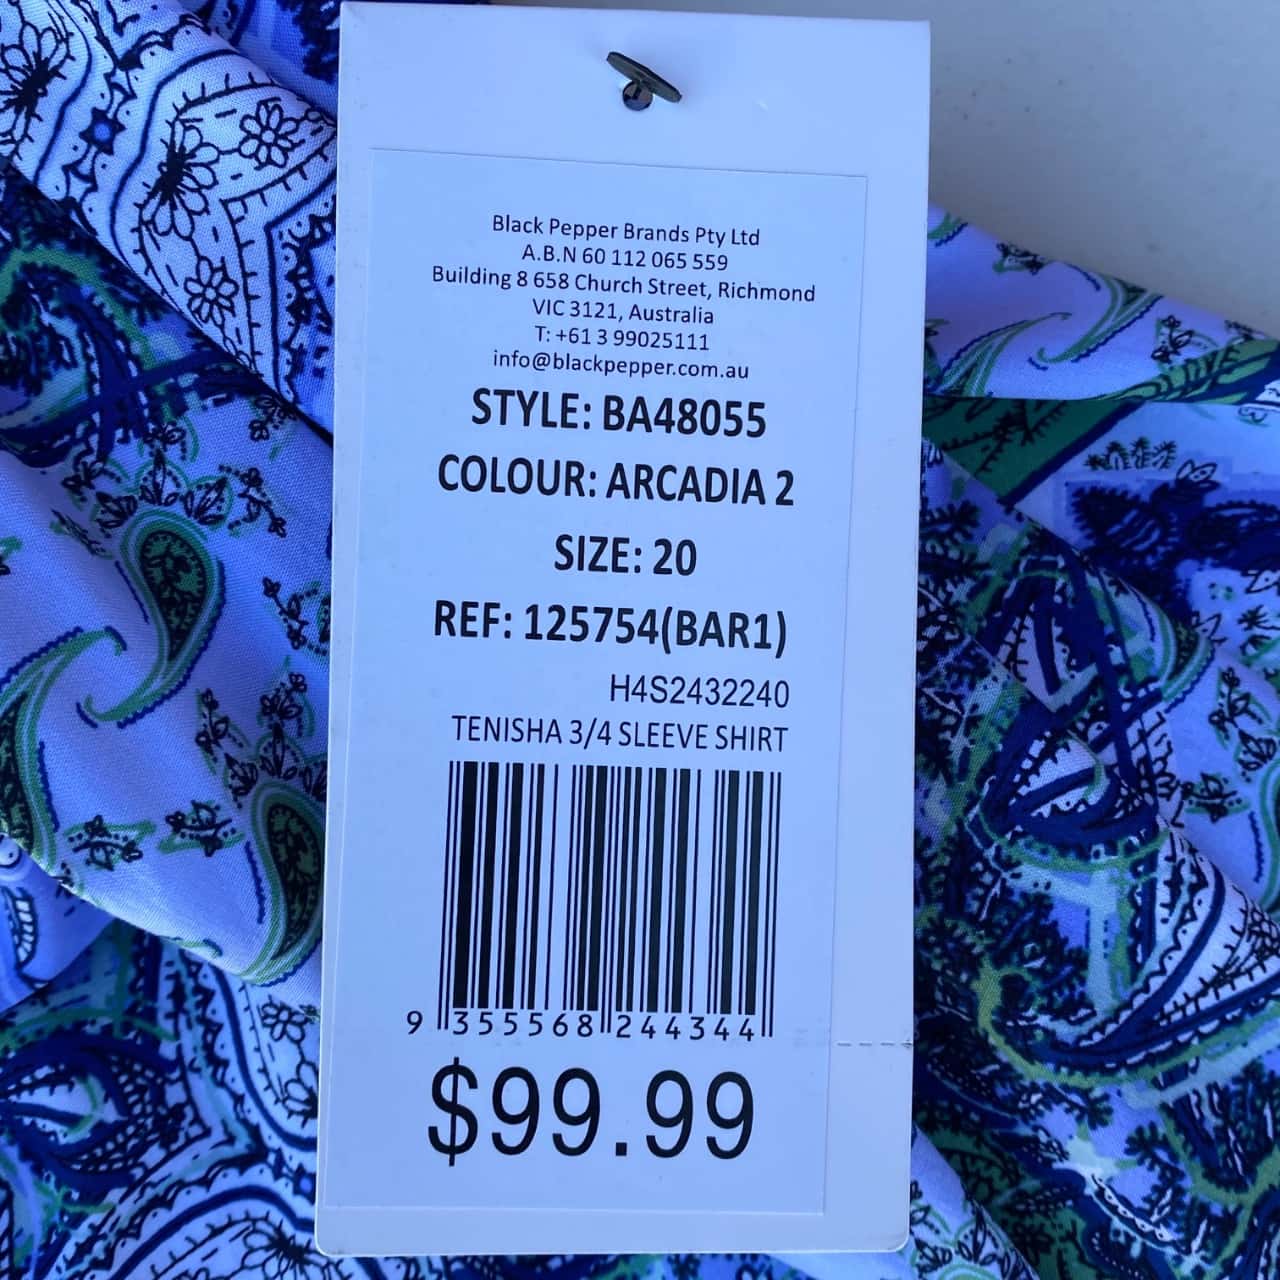 Black Pepper Brands Pty Ltd
A.B.N 60 112 065 559
Building 8 658 Church Street, Richmond
VIC 3121, Australia
T: +61 3 99025111
info@blackpepper.com.au
STYLE: BA48055
COLOUR: ARCADIA 2
SIZE: 20
REF: 125754(BAR1)
H4S2432240
TENISHA 3/4 SLEEVE SHIRT
9 355568 244344
$99.99